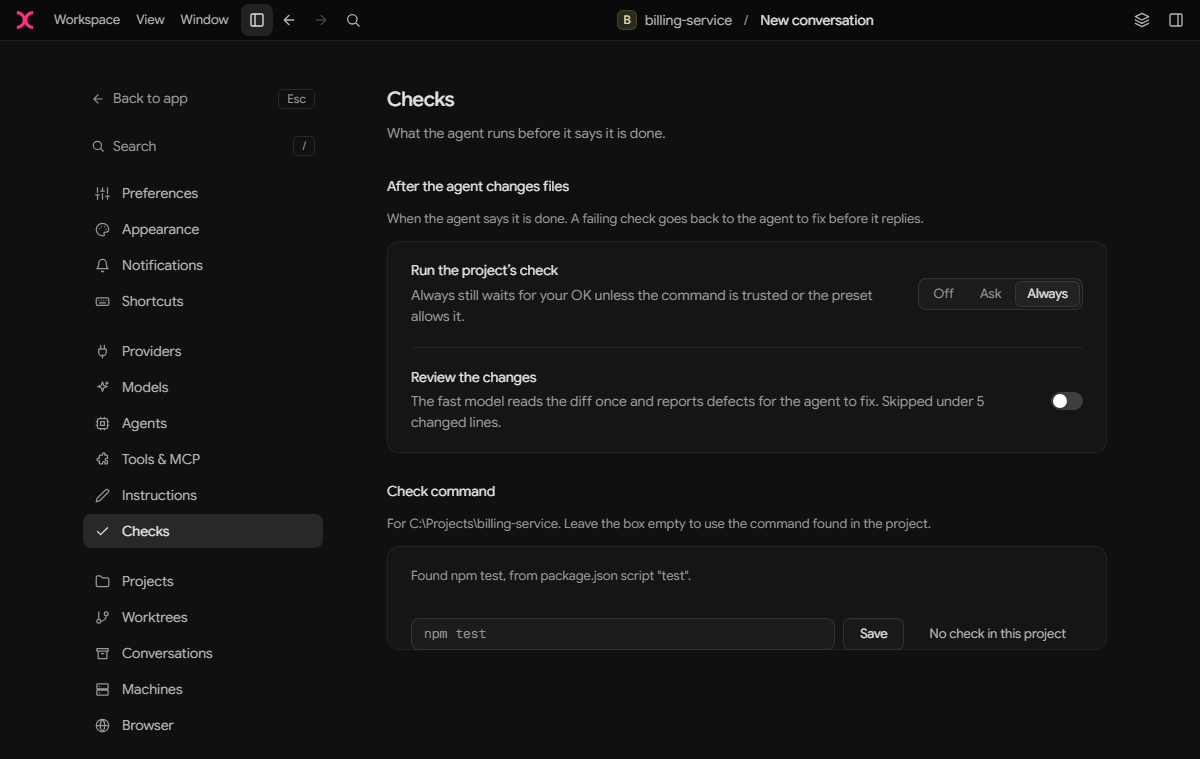 Workspace View Window B billing-service / New conversation
Back to app Esc
Search /
Preferences
Appearance
Notifications
Shortcuts
Providers
Models
Agents
Tools & MCP
Instructions
Checks
Projects
Worktrees
Conversations
Machines
Browser
Checks
What the agent runs before it says it is done.
After the agent changes files
When the agent says it is done. A failing check goes back to the agent to fix before it replies.
Run the project's check
Always still waits for your OK unless the command is trusted or the preset
allows it.
Off Ask Always
Review the changes
The fast model reads the diff once and reports defects for the agent to fix. Skipped under 5
changed lines.
Check command
For C:\Projects\billing-service. Leave the box empty to use the command found in the project.
Found npm test, from package.json script "test".
npm test Save No check in this project